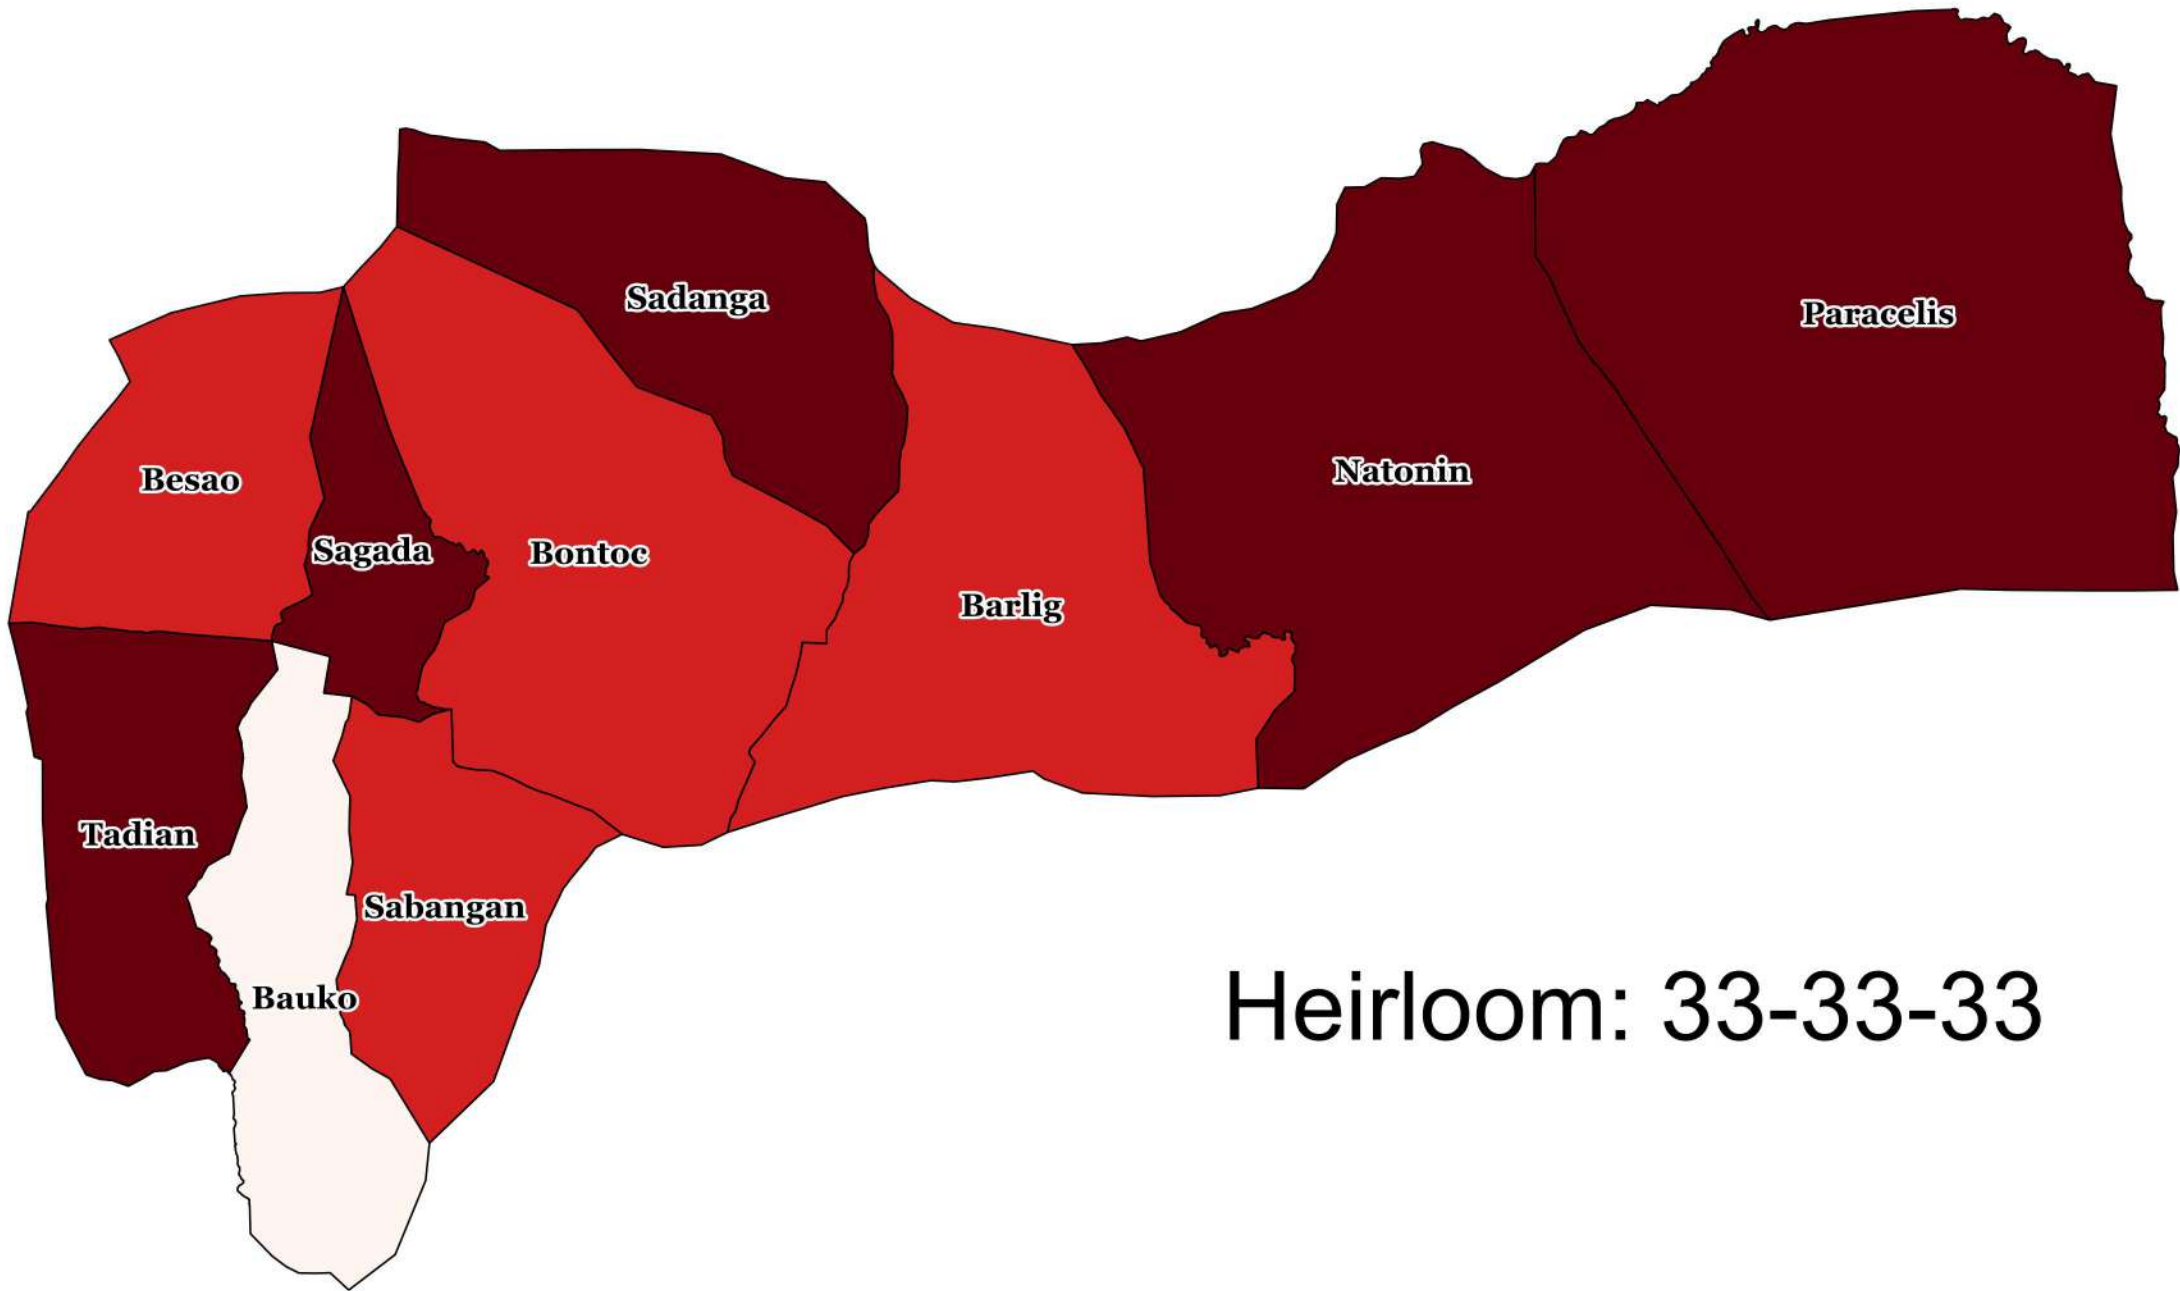 Sadanga
Paracelis
Natonin
Besao
Sagada
Bontoc
Barlig
Tadian
Sabangan
Bauko
Heirloom: 33-33-33